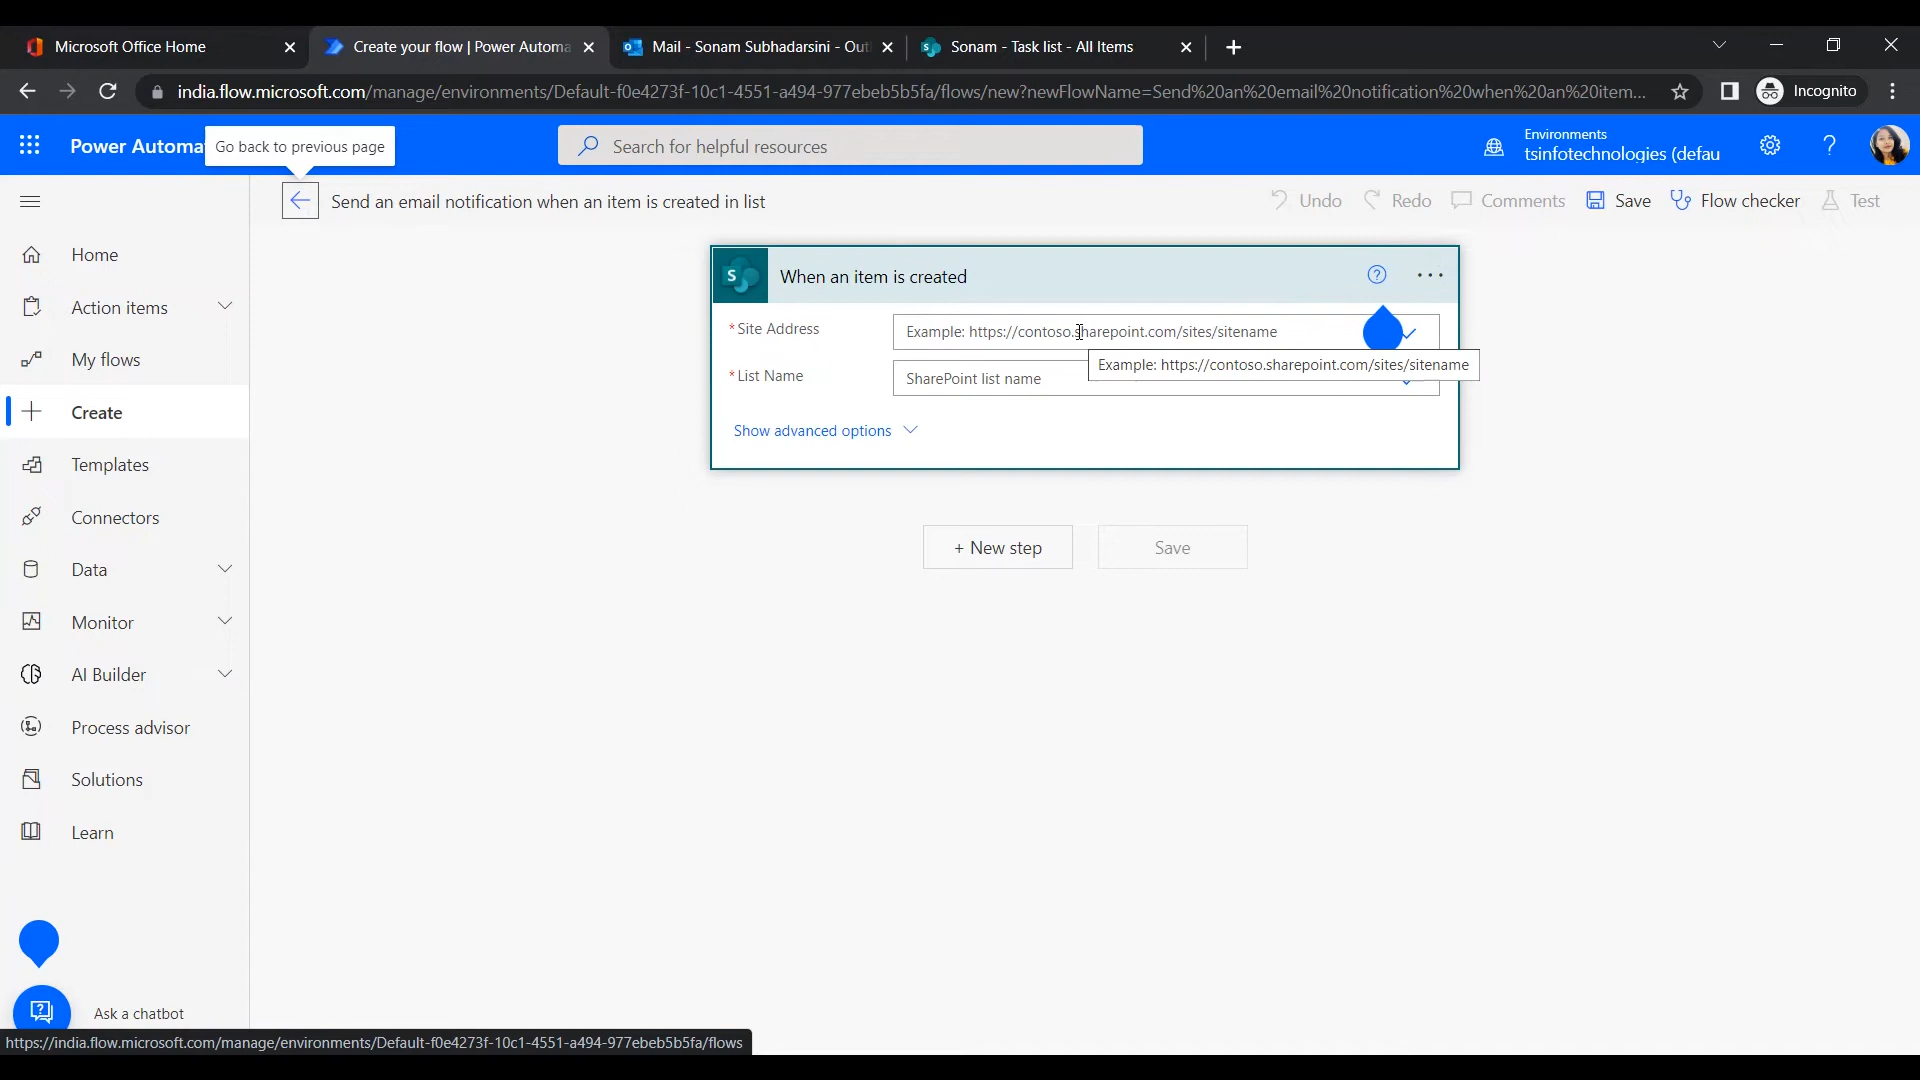 Microsoft Office Home
Create your flow | Power Automa
Mail - Sonam Subhadarsini - Out
Sonam - Task list - All Items
india.flow.microsoft.com/manage/environments/Default-f0e4273f-10c1-4551-a494-977ebeb5b5fa/flows/new?newFlowName=Send%20an%20email%20notification%20when%20an%20item...
Incognito
Power Automa
Go back to previous page
Search for helpful resources
Environments
tsinfotechnologies (defau
Send an email notification when an item is created in list
Undo
Redo
Comments
Save
Flow checker
Test
Home
Action items
My flows
Create
Templates
Connectors
Data
Monitor
AI Builder
Process advisor
Solutions
Learn
Ask a chatbot
When an item is created
* Site Address
Example: https://contoso.sharepoint.com/sites/sitename
Example: https://contoso.sharepoint.com/sites/sitename
* List Name
SharePoint list name
Show advanced options
+ New step
Save
https://india.flow.microsoft.com/manage/environments/Default-f0e4273f-10c1-4551-a494-977ebeb5b5fa/flows